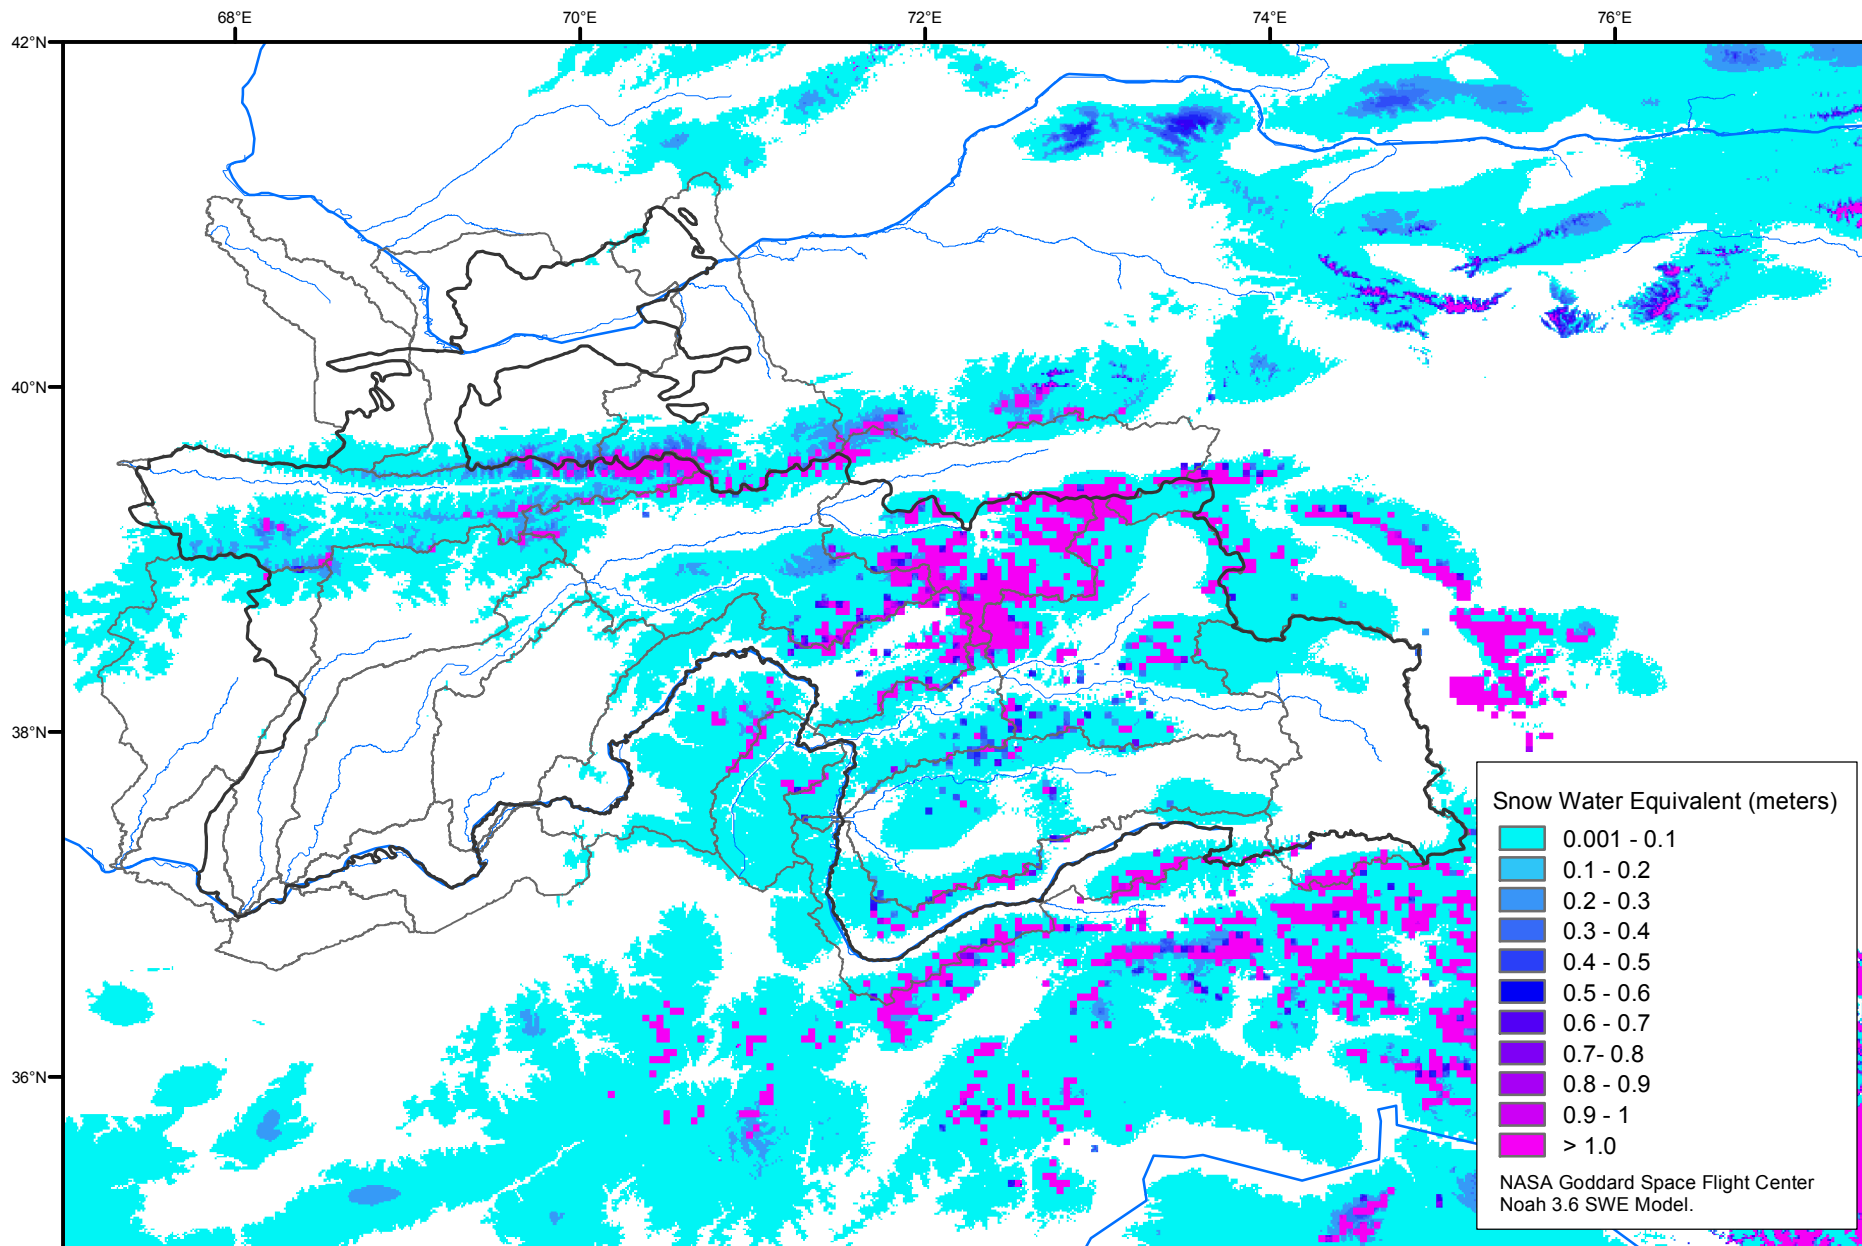 68°E
70°E
72°E
74°E
76°E
42°N
40°N
38°N
36°N
Snow Water Equivalent (meters)
0.001 - 0.1
0.1 - 0.2
0.2 - 0.3
0.3 - 0.4
0.4 - 0.5
0.5 - 0.6
0.6 - 0.7
0.7- 0.8
0.8 - 0.9
0.9 - 1
> 1.0
NASA Goddard Space Flight Center
Noah 3.6 SWE Model.